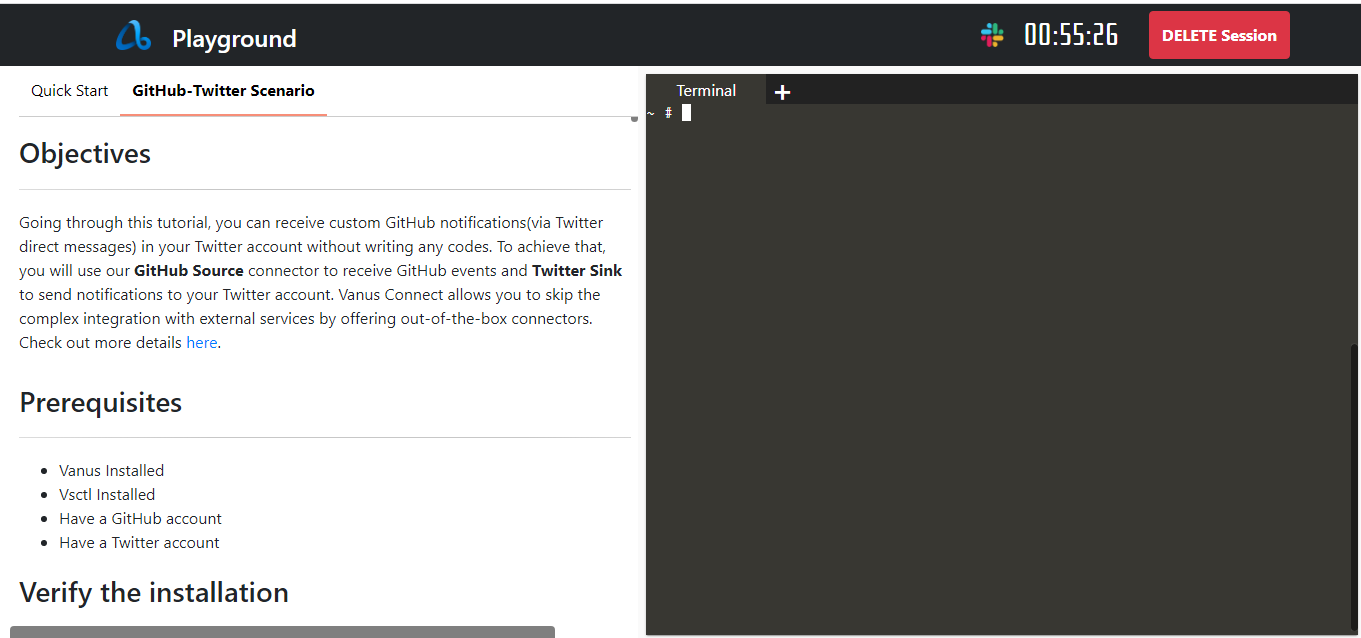 Playground
00:55:26
DELETE Session
Quick Start
GitHub-Twitter Scenario
Objectives
Going through this tutorial, you can receive custom GitHub notifications(via Twitter
direct messages) in your Twitter account without writing any codes. To achieve that,
you will use our GitHub Source connector to receive GitHub events and Twitter Sink
to send notifications to your Twitter account. Vanus Connect allows you to skip the
complex integration with external services by offering out-of-the-box connectors.
Check out more details here.
Prerequisites
Vanus Installed
Vsctl Installed
Have a GitHub account
Have a Twitter account
Verify the installation
Terminal
~ #